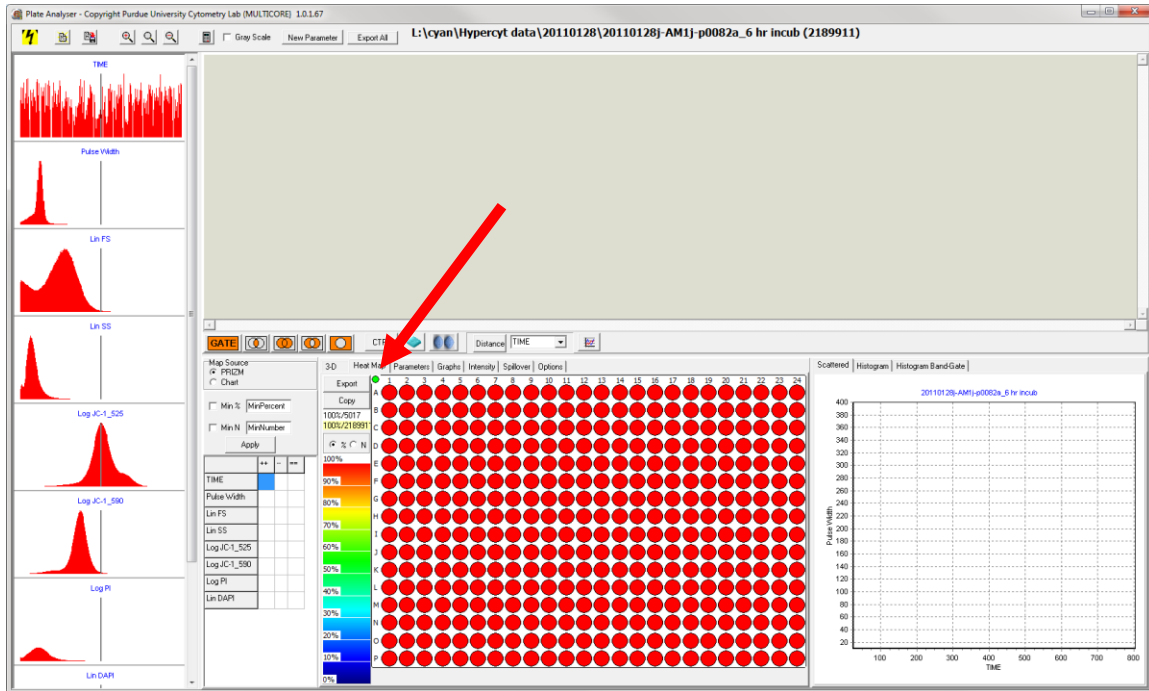 Plate Analyser - Copyright Purdue University Cytometry Lab (MULTICORE) 1.0.1.67
Gray Scale New Parameter Export All L:\cyan\Hypercyt data\20110128\20110128j-AM1j-p0082a_6 hr incub (2189911)
TIME
Pulse Width
Lin FS
Lin SS
Log JC-1_525
Log JC-1_590
Log PI
Lin DAPI
GATE Distance TIME
Map Source
PRIZM
Chart
Min % MinPercent
Min N MinNumber
Apply
++ - ==
TIME
Pulse Width
Lin FS
Lin SS
Log JC-1_525
Log JC-1_590
Log PI
Lin DAPI
3-D Heat Map Parameters Graphs Intensity Spillover Options
Export
Copy
100%/5017
100%/2189911
% N
100%
90%
80%
70%
60%
50%
40%
30%
20%
10%
0%
1 2 3 4 5 6 7 8 9 10 11 12 13 14 15 16 17 18 19 20 21 22 23 24
A
B
C
D
E
F
G
H
I
J
K
L
M
N
O
P
Scattered Histogram Histogram Band-Gate
20110128j-AM1j-p0082a_6 hr incub
Pulse Width
400
380
360
340
320
300
280
260
240
220
200
180
160
140
120
100
80
60
40
20
100 200 300 400 500 600 700 800
TIME